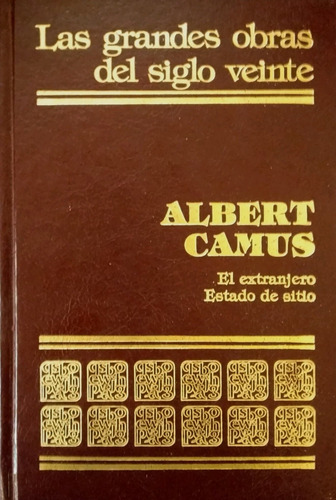 Las grandes obras
del siglo veinte
ALBERT
CAMUS
El extranjero
Estado de sitio